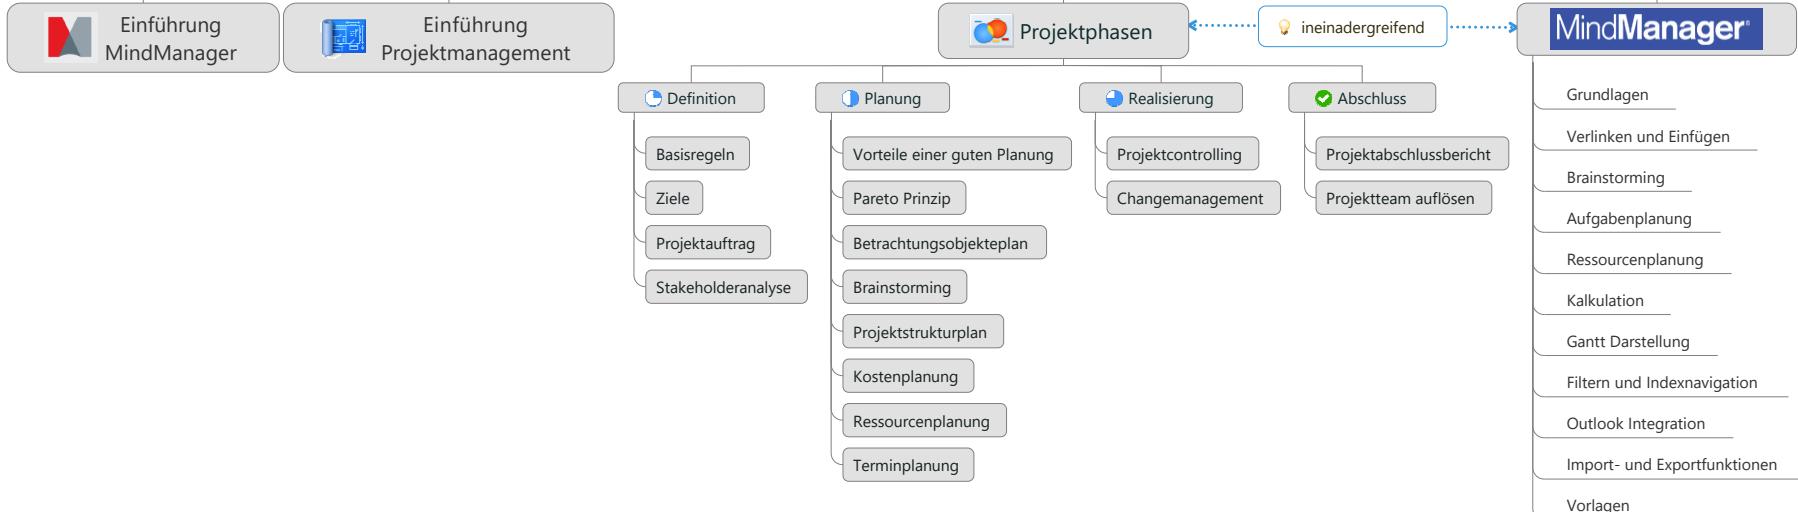 Einführung
MindManager
Einführung
Projektmanagement
Projektphasen
ineinadergreifend
MindManager®
Definition
Basisregeln
Ziele
Projektauftrag
Stakeholderanalyse
Planung
Vorteile einer guten Planung
Pareto Prinzip
Betrachtungsobjekteplan
Brainstorming
Projektstrukturplan
Kostenplanung
Ressourcenplanung
Terminplanung
Realisierung
Projektcontrolling
Changemanagement
Abschluss
Projektabschlussbericht
Projektteam auflösen
Grundlagen
Verlinken und Einfügen
Brainstorming
Aufgabenplanung
Ressourcenplanung
Kalkulation
Gantt Darstellung
Filtern und Indexnavigation
Outlook Integration
Import- und Exportfunktionen
Vorlagen